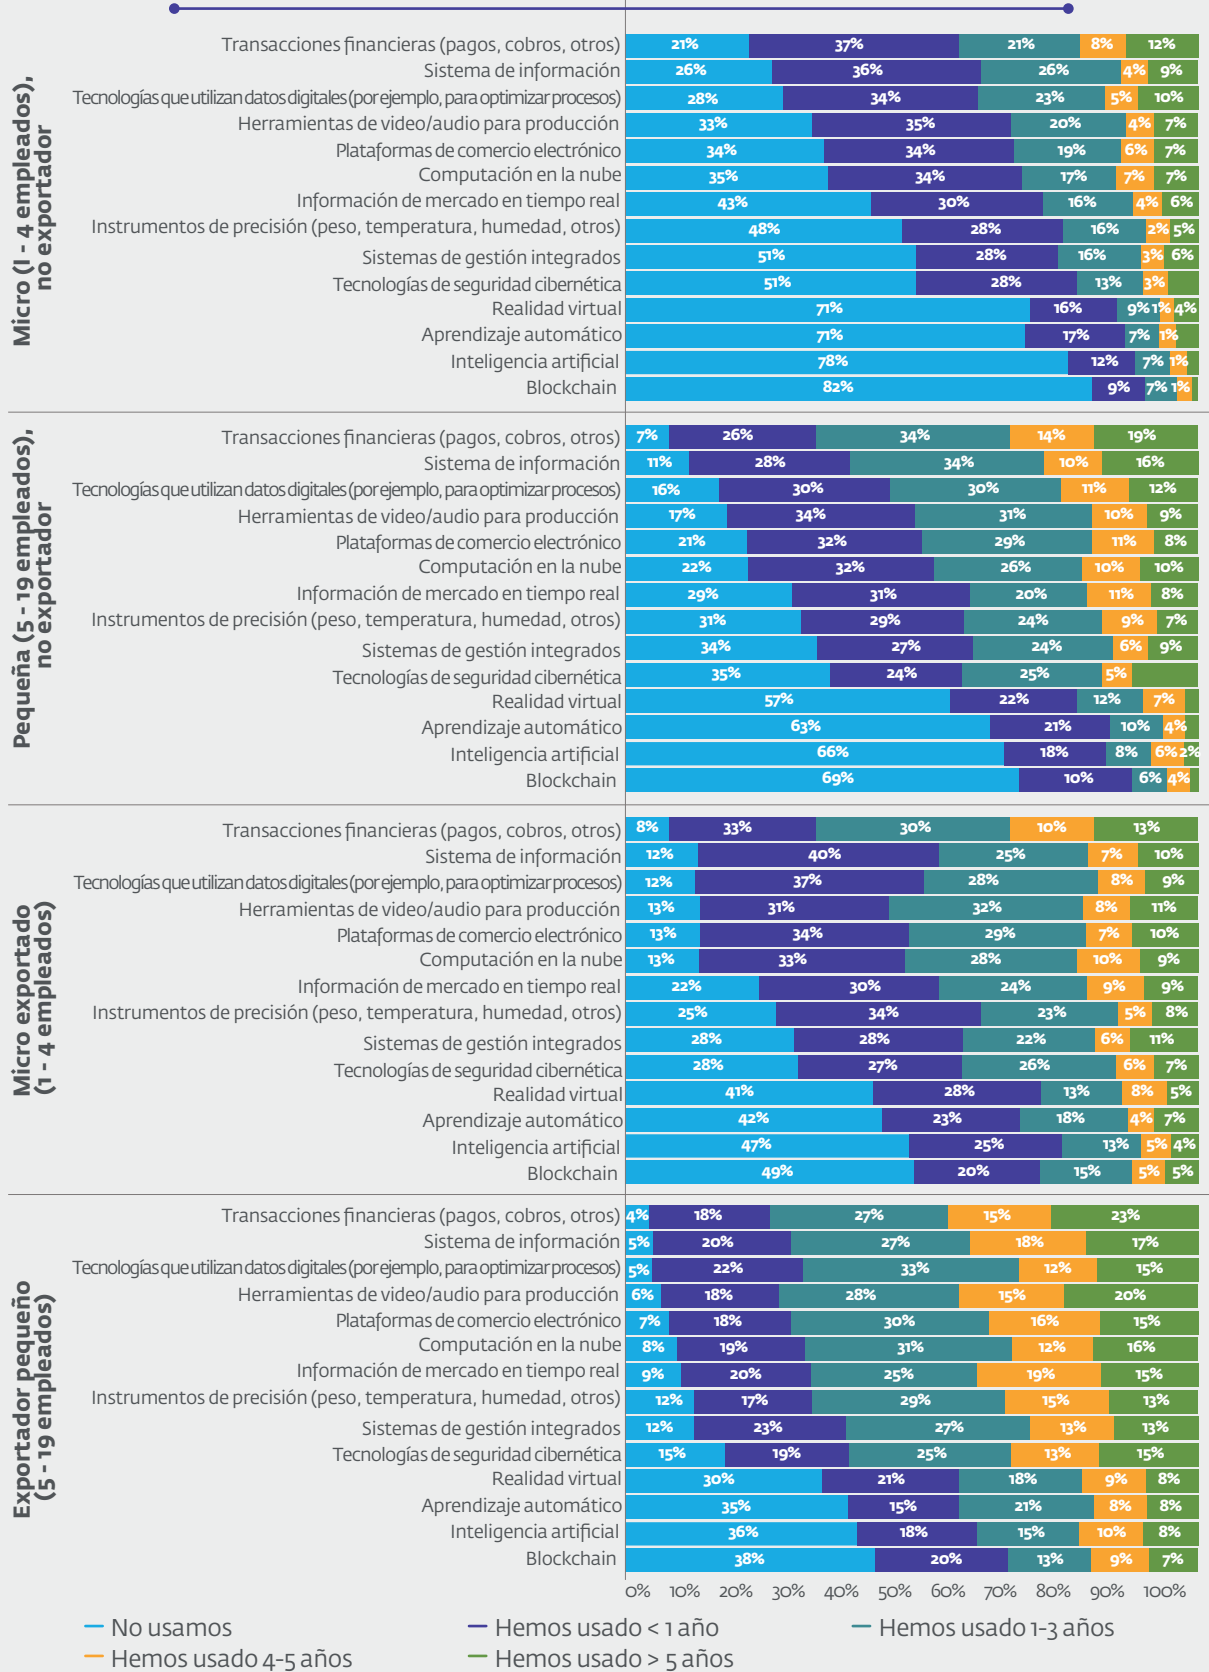 Micro (1 - 4 empleados),
no exportador
Transacciones financieras (pagos, cobros, otros) 21% 37% 21% 8% 12%
Sistema de información 26% 36% 26% 4% 9%
Tecnologías que utilizan datos digitales (por ejemplo, para optimizar procesos) 28% 34% 23% 5% 10%
Herramientas de video/audio para producción 33% 35% 20% 4% 7%
Plataformas de comercio electrónico 34% 34% 19% 6% 7%
Computación en la nube 35% 34% 17% 7% 7%
Información de mercado en tiempo real 43% 30% 16% 4% 6%
Instrumentos de precisión (peso, temperatura, humedad, otros) 48% 28% 16% 2% 5%
Sistemas de gestión integrados 51% 28% 16% 3% 6%
Tecnologías de seguridad cibernética 51% 28% 13% 3%
Realidad virtual 71% 16% 9% 1% 4%
Aprendizaje automático 71% 17% 7% 1%
Inteligencia artificial 78% 12% 7% 1%
Blockchain 82% 9% 7% 1%
Pequeña (5 - 19 empleados),
no exportador
Transacciones financieras (pagos, cobros, otros) 7% 26% 34% 14% 19%
Sistema de información 11% 28% 34% 10% 16%
Tecnologías que utilizan datos digitales (por ejemplo, para optimizar procesos) 16% 30% 30% 11% 12%
Herramientas de video/audio para producción 17% 34% 31% 10% 9%
Plataformas de comercio electrónico 21% 32% 29% 11% 8%
Computación en la nube 22% 32% 26% 10% 10%
Información de mercado en tiempo real 29% 31% 20% 11% 8%
Instrumentos de precisión (peso, temperatura, humedad, otros) 31% 29% 24% 9% 7%
Sistemas de gestión integrados 34% 27% 24% 6% 9%
Tecnologías de seguridad cibernética 35% 24% 25% 5%
Realidad virtual 57% 22% 12% 7%
Aprendizaje automático 63% 21% 10% 4%
Inteligencia artificial 66% 18% 8% 6% 2%
Blockchain 69% 10% 6% 4%
Micro exportado
(1 - 4 empleados)
Transacciones financieras (pagos, cobros, otros) 8% 33% 30% 10% 13%
Sistema de información 12% 40% 25% 7% 10%
Tecnologías que utilizan datos digitales (por ejemplo, para optimizar procesos) 12% 37% 28% 8% 9%
Herramientas de video/audio para producción 13% 31% 32% 8% 11%
Plataformas de comercio electrónico 13% 34% 29% 7% 10%
Computación en la nube 13% 33% 28% 10% 9%
Información de mercado en tiempo real 22% 30% 24% 9% 9%
Instrumentos de precisión (peso, temperatura, humedad, otros) 25% 34% 23% 5% 8%
Sistemas de gestión integrados 28% 28% 22% 6% 11%
Tecnologías de seguridad cibernética 28% 27% 26% 6% 7%
Realidad virtual 41% 28% 13% 8% 5%
Aprendizaje automático 42% 23% 18% 4% 7%
Inteligencia artificial 47% 25% 13% 5% 4%
Blockchain 49% 20% 15% 5% 5%
Exportador pequeño
(5 - 19 empleados)
Transacciones financieras (pagos, cobros, otros) 4% 18% 27% 15% 23%
Sistema de información 5% 20% 27% 18% 17%
Tecnologías que utilizan datos digitales (por ejemplo, para optimizar procesos) 5% 22% 33% 12% 15%
Herramientas de video/audio para producción 6% 18% 28% 15% 20%
Plataformas de comercio electrónico 7% 18% 30% 16% 15%
Computación en la nube 8% 19% 31% 12% 16%
Información de mercado en tiempo real 9% 20% 25% 19% 15%
Instrumentos de precisión (peso, temperatura, humedad, otros) 12% 17% 29% 15% 13%
Sistemas de gestión integrados 12% 23% 27% 13% 13%
Tecnologías de seguridad cibernética 15% 19% 25% 13% 15%
Realidad virtual 30% 21% 18% 9% 8%
Aprendizaje automático 35% 15% 21% 8% 8%
Inteligencia artificial 36% 18% 15% 10% 8%
Blockchain 38% 20% 13% 9% 7%
0% 10% 20% 30% 40% 50% 60% 70% 80% 90% 100%
No usamos Hemos usado < 1 año Hemos usado 1-3 años
Hemos usado 4-5 años Hemos usado > 5 años